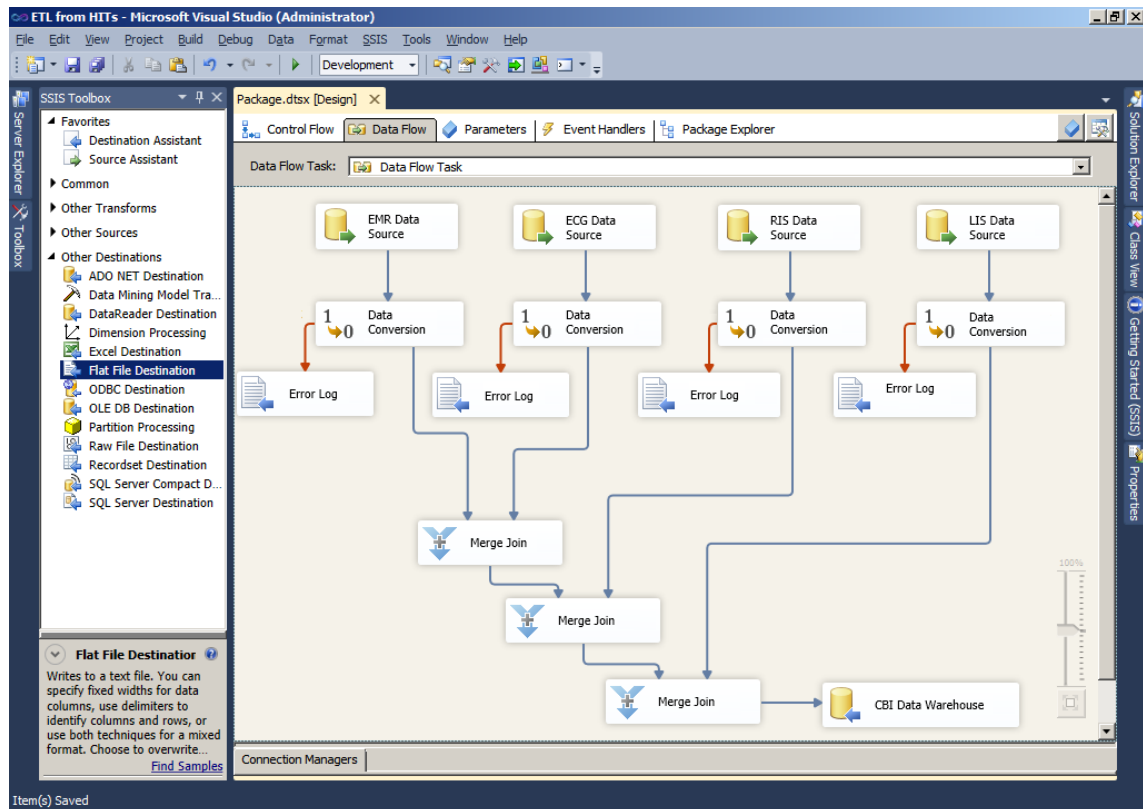 ETL from HITs - Microsoft Visual Studio (Administrator)
File Edit View Project Build Debug Data Format SSIS Tools Window Help
Development
Server Explorer
Toolbox
SSIS Toolbox
Favorites
Destination Assistant
Source Assistant
Common
Other Transforms
Other Sources
Other Destinations
ADO NET Destination
Data Mining Model Tra...
DataReader Destination
Dimension Processing
Excel Destination
Flat File Destination
ODBC Destination
OLE DB Destination
Partition Processing
Raw File Destination
Recordset Destination
SQL Server Compact D...
SQL Server Destination
Flat File Destination
Writes to a text file. You can
specify fixed widths for data
columns, use delimiters to
identify columns and rows, or
use both techniques for a mixed
format. Choose to overwrite...
Find Samples
Package.dtsx [Design]
Control Flow Data Flow Parameters Event Handlers Package Explorer
Data Flow Task: Data Flow Task
EMR Data
Source
ECG Data
Source
RIS Data
Source
LIS Data
Source
1 0 Data
Conversion
1 0 Data
Conversion
1 0 Data
Conversion
1 0 Data
Conversion
Error Log
Error Log
Error Log
Error Log
Merge Join
Merge Join
Merge Join
CBI Data Warehouse
100%
Connection Managers
Solution Explorer
Class View
Getting Started (SSIS)
Properties
Item(s) Saved